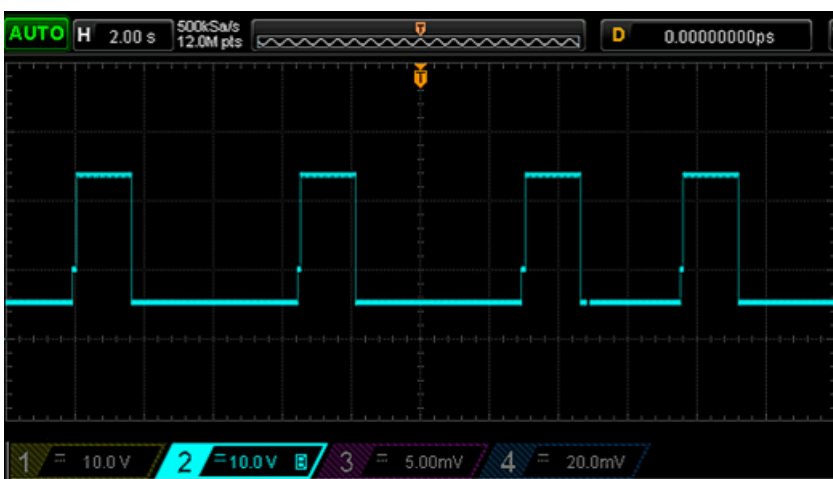 AUTO H 2.00 s 500kSa/s 12.0M pts T D 0.00000000ps
T
1 10.0 V 2 10.0 V B 3 5.00mV 4 20.0mV